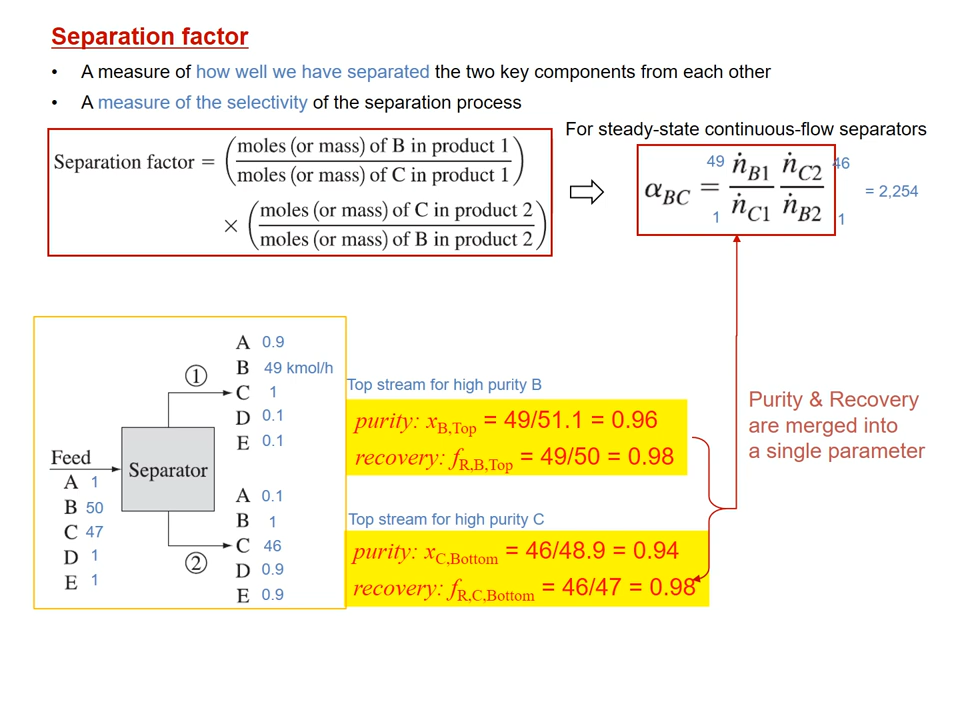 Separation factor
• A measure of how well we have separated the two key components from each other
• A measure of the selectivity of the separation process
For steady-state continuous-flow separators
Separation factor = (moles (or mass) of B in product 1 / moles (or mass) of C in product 1)
× (moles (or mass) of C in product 2 / moles (or mass) of B in product 2)
49 46
α_BC = ṅ_B1 ṅ_C2 / ṅ_C1 ṅ_B2 = 2,254
1 1
A 0.9
B 49 kmol/h
① C 1
D 0.1
E 0.1
Feed
Separator
A 1
B 50
C 47
D 1
E 1
A 0.1
B 1
② C 46
D 0.9
E 0.9
Top stream for high purity B
purity: x_B,Top = 49/51.1 = 0.96
recovery: f_R,B,Top = 49/50 = 0.98
Top stream for high purity C
purity: x_C,Bottom = 46/48.9 = 0.94
recovery: f_R,C,Bottom = 46/47 = 0.98
Purity & Recovery
are merged into
a single parameter